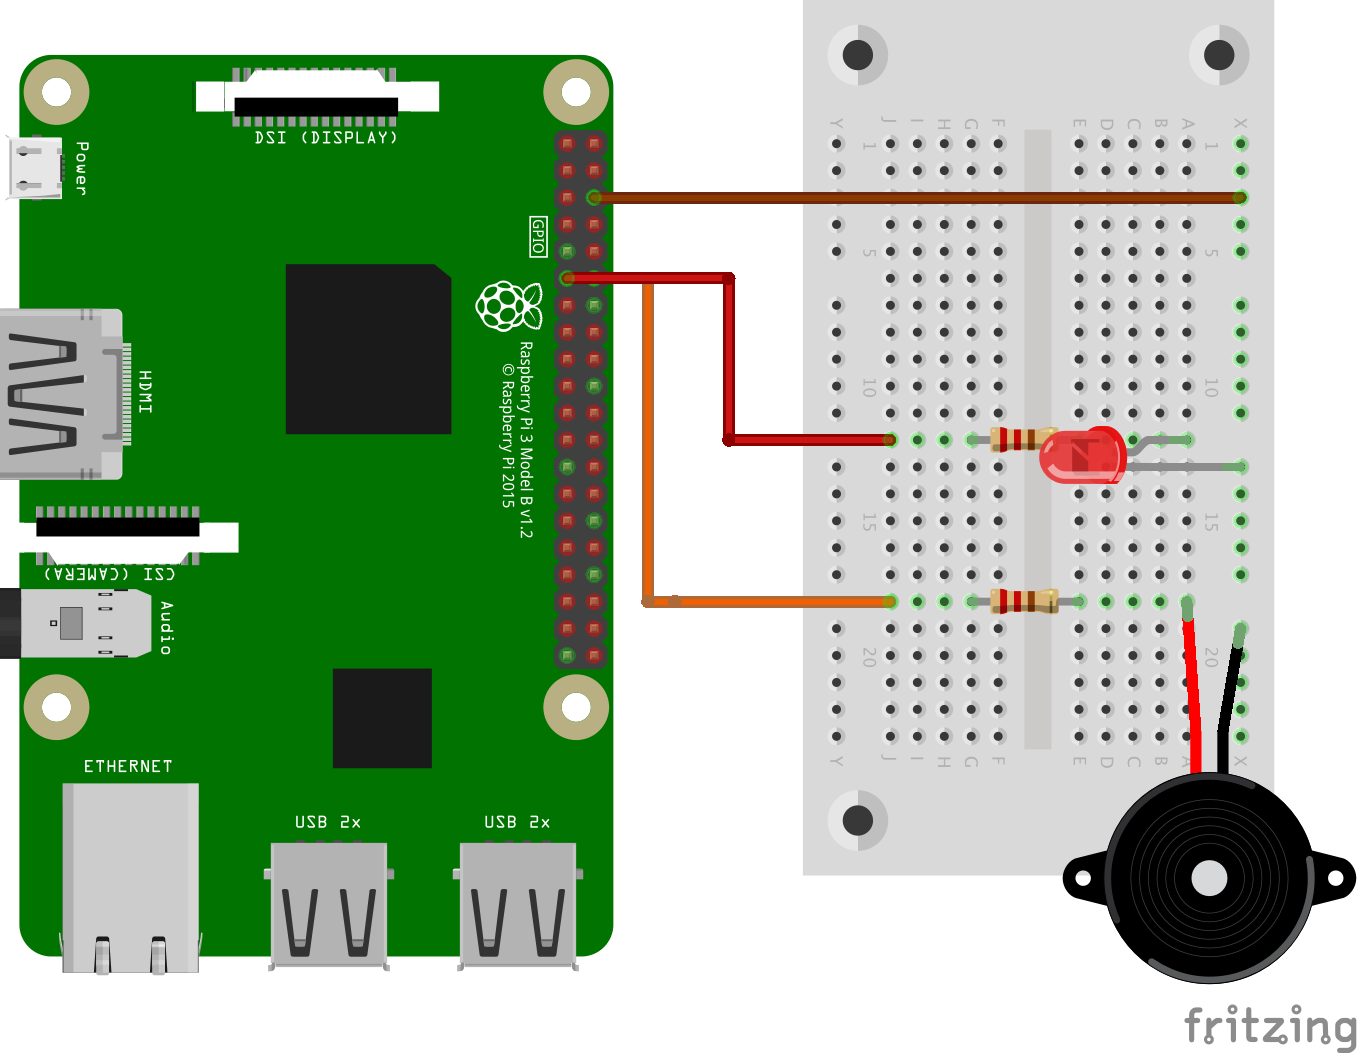 DSI (DISPLAY)
Power
GPIO
HDMI
Raspberry Pi 3 Model B v1.2
© Raspberry Pi 2015
CSI (CAMERA)
Audio
ETHERNET
USB 2x
USB 2x
Y J I H G F E D C B A X
1 1
5 5
10 10
15 15
20 20
Y J I H G F E D C B A X
fritzing